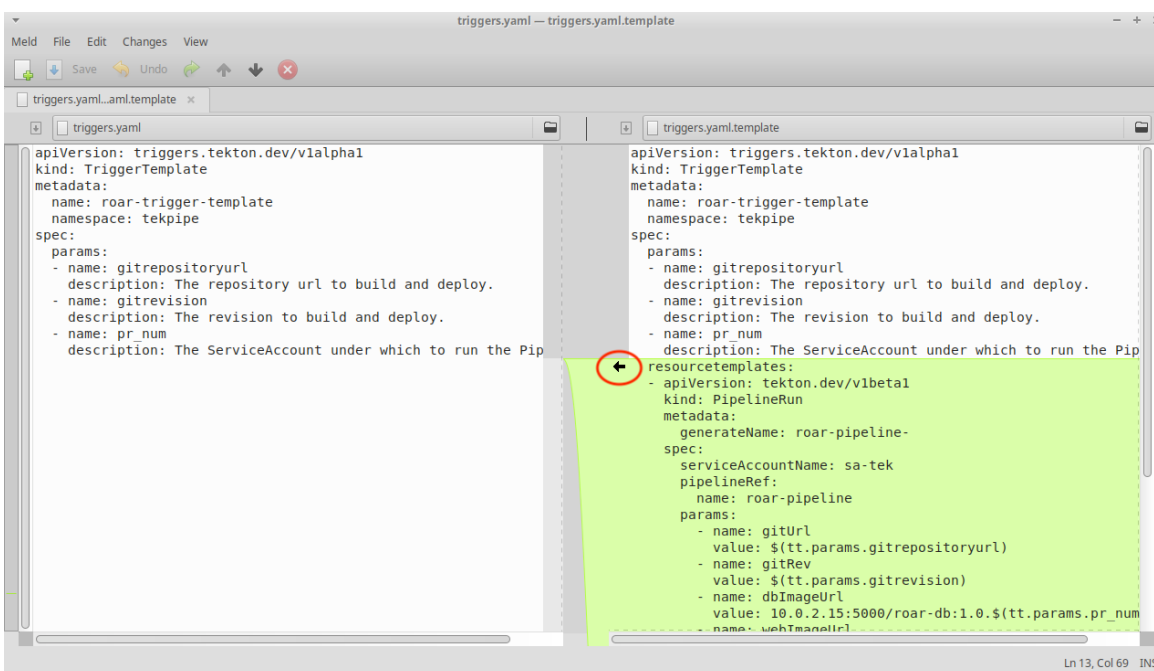 triggers.yaml — triggers.yaml.template
Meld File Edit Changes View
Save Undo
triggers.yaml...aml.template ×
triggers.yaml
apiVersion: triggers.tekton.dev/v1alpha1
kind: TriggerTemplate
metadata:
  name: roar-trigger-template
  namespace: tekpipe
spec:
  params:
  - name: gitrepositoryurl
    description: The repository url to build and deploy.
  - name: gitrevision
    description: The revision to build and deploy.
  - name: pr_num
    description: The ServiceAccount under which to run the Pip
triggers.yaml.template
apiVersion: triggers.tekton.dev/v1alpha1
kind: TriggerTemplate
metadata:
  name: roar-trigger-template
  namespace: tekpipe
spec:
  params:
  - name: gitrepositoryurl
    description: The repository url to build and deploy.
  - name: gitrevision
    description: The revision to build and deploy.
  - name: pr_num
    description: The ServiceAccount under which to run the Pip
  resourcetemplates:
  - apiVersion: tekton.dev/v1beta1
    kind: PipelineRun
    metadata:
      generateName: roar-pipeline-
    spec:
      serviceAccountName: sa-tek
      pipelineRef:
        name: roar-pipeline
      params:
        - name: gitUrl
          value: $(tt.params.gitrepositoryurl)
        - name: gitRev
          value: $(tt.params.gitrevision)
        - name: dbImageUrl
          value: 10.0.2.15:5000/roar-db:1.0.$(tt.params.pr_num
        - name: webImageUrl
Ln 13, Col 69 INS